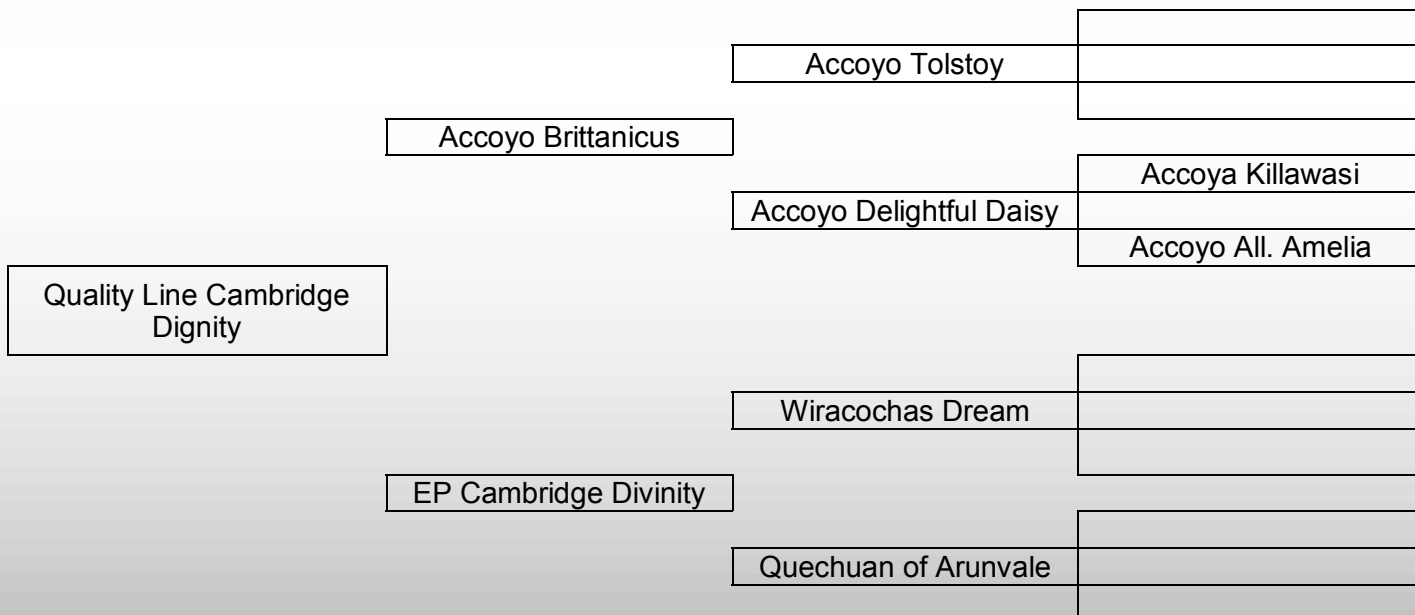 Accoyo Tolstoy
Accoyo Brittanicus
Accoya Killawasi
Accoyo Delightful Daisy
Accoyo All. Amelia
Quality Line Cambridge
Dignity
Wiracochas Dream
EP Cambridge Divinity
Quechuan of Arunvale